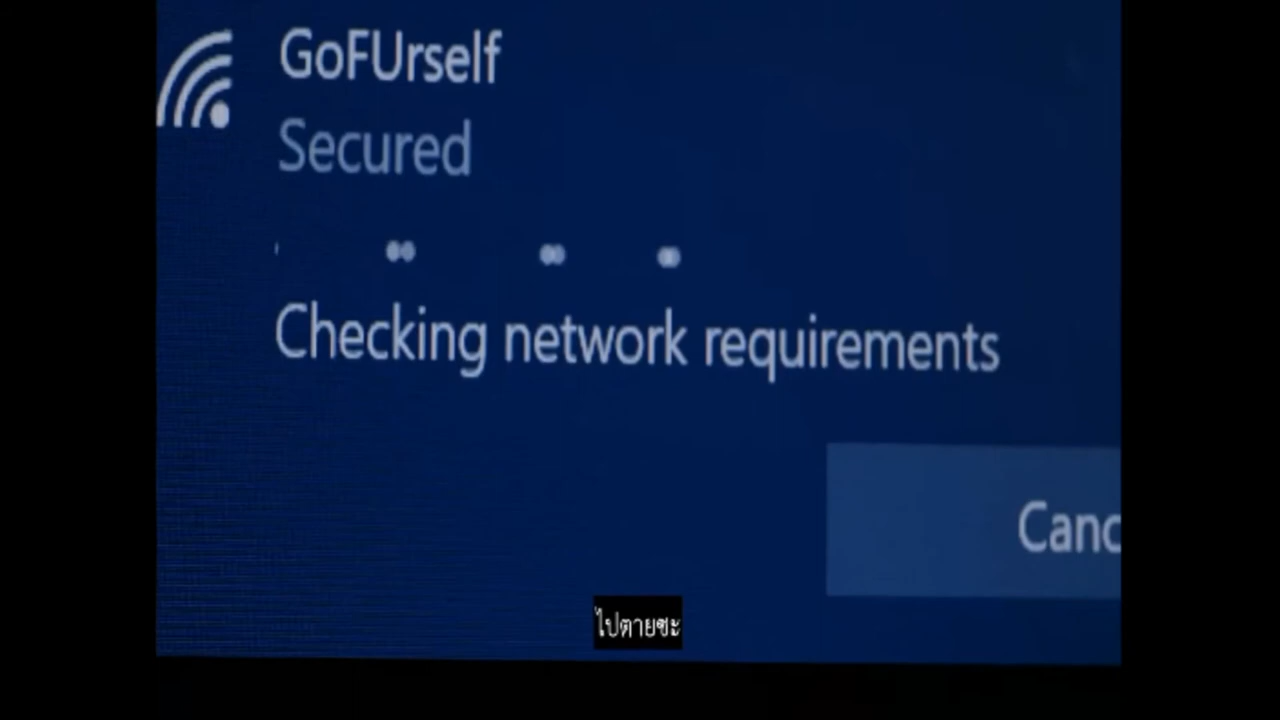 GoFUrself
Secured
Checking network requirements
Canc
ไปตายซะ